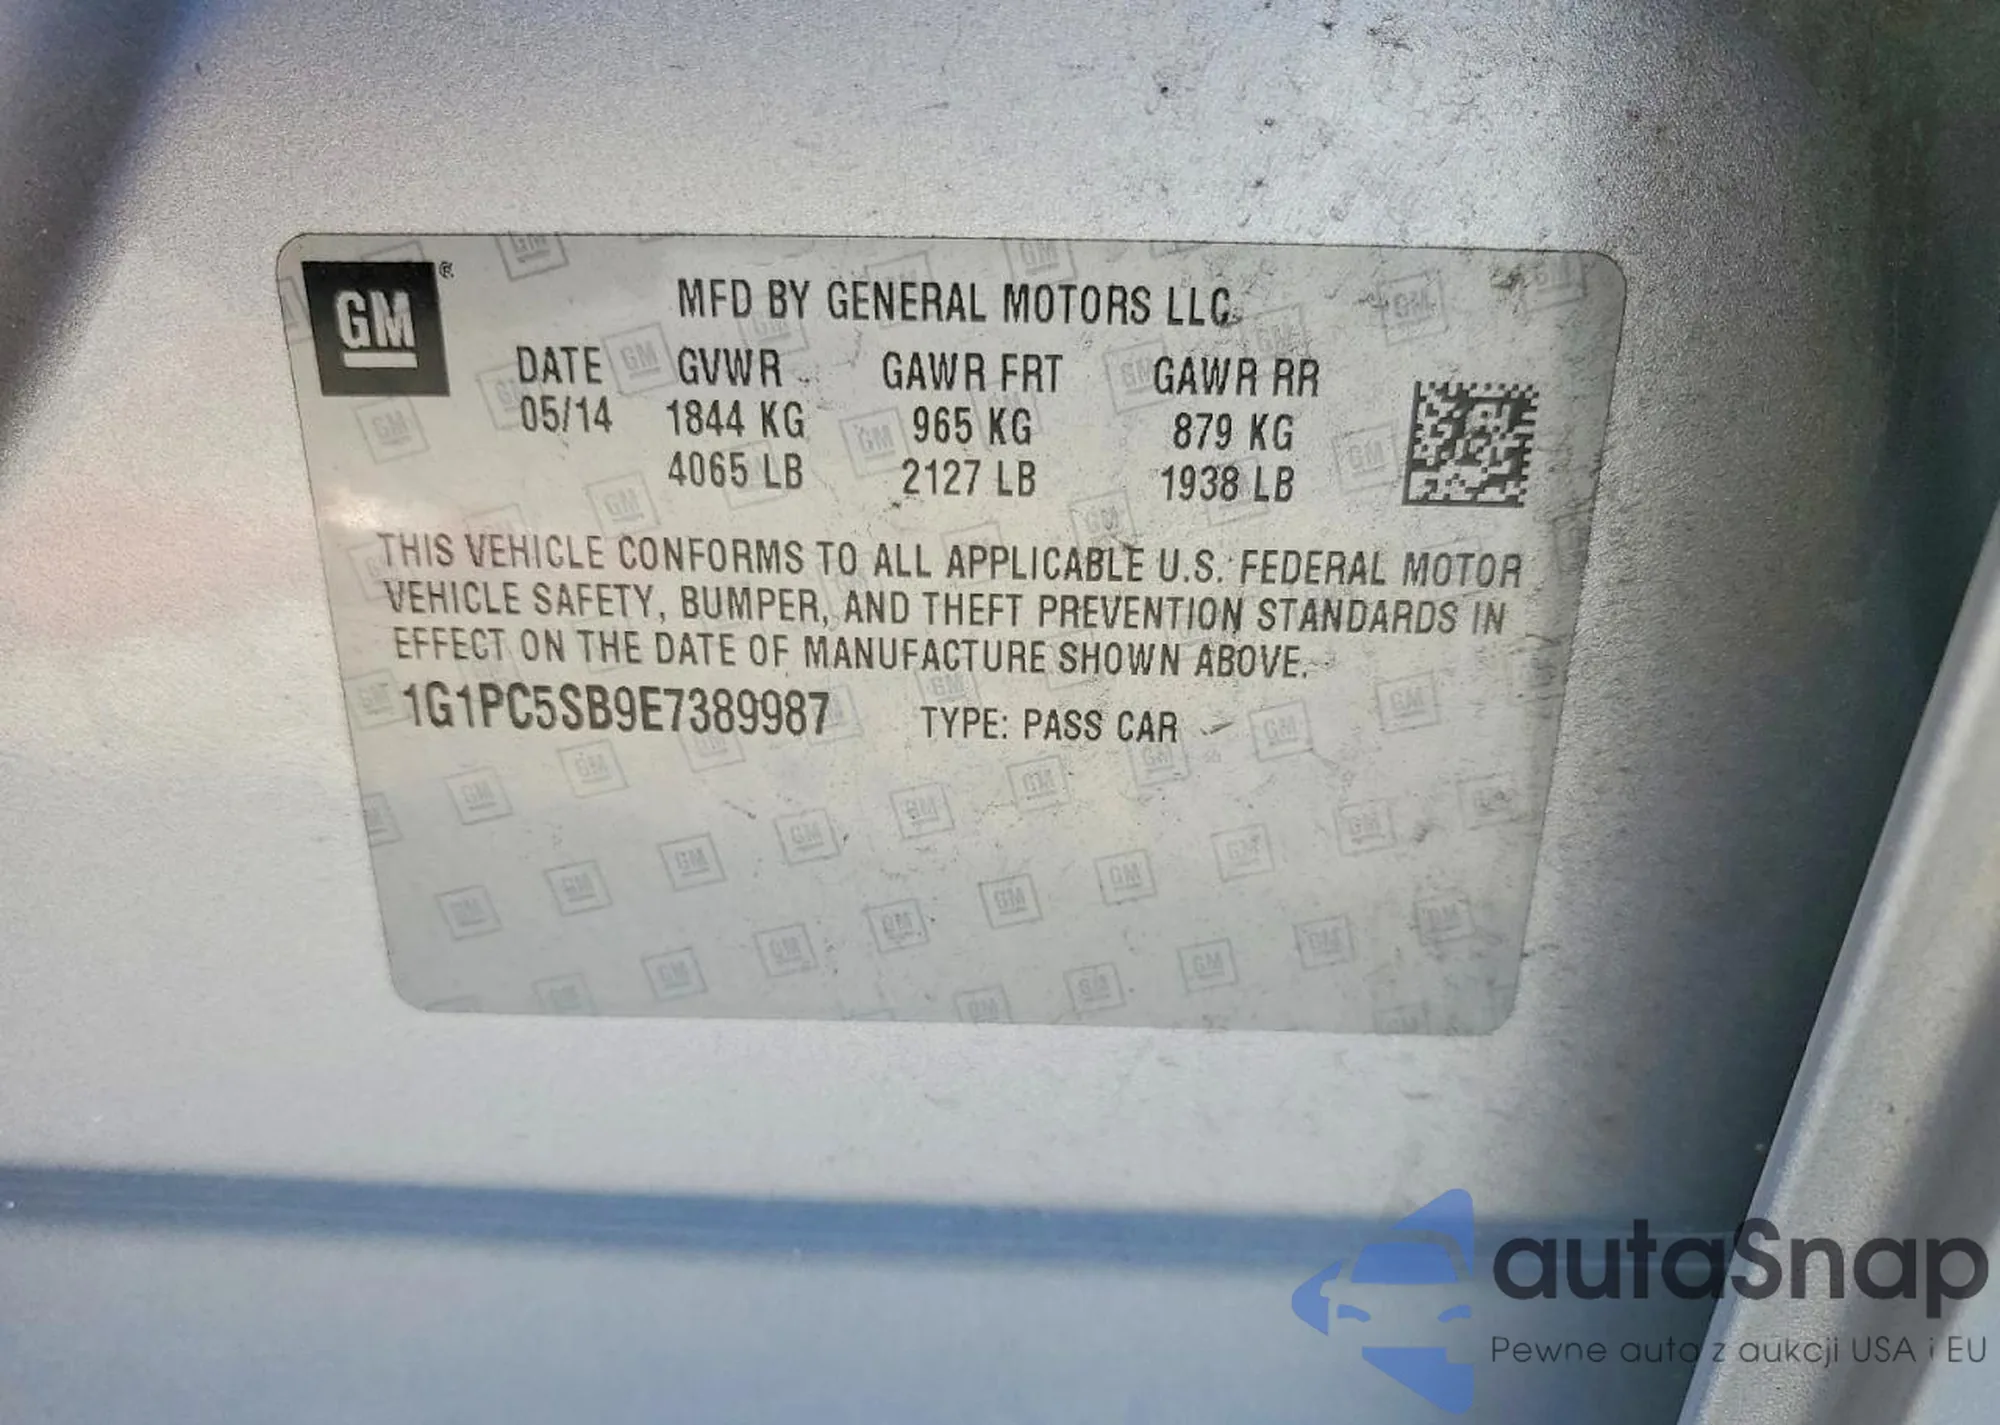 GM ®
MFD BY GENERAL MOTORS LLC
DATE GVWR GAWR FRT GAWR RR
05/14 1844 KG 965 KG 879 KG
4065 LB 2127 LB 1938 LB
THIS VEHICLE CONFORMS TO ALL APPLICABLE U.S. FEDERAL MOTOR
VEHICLE SAFETY, BUMPER, AND THEFT PREVENTION STANDARDS IN
EFFECT ON THE DATE OF MANUFACTURE SHOWN ABOVE.
1G1PC5SB9E7389987 TYPE: PASS CAR
autaSnap
Pewne auta z aukcji USA i EU